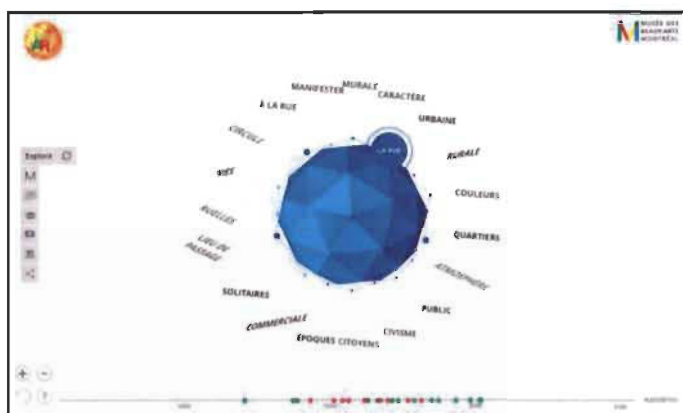 MUSÉE DES
BEAUX-ARTS
MONTRÉAL
MURALE
MANIFESTER
CARACTÈRE
À LA RUE
URBAINE
CIRCULE
LA RUE
RURALE
Explorer
VIES
COULEURS
RUELLES
QUARTIERS
LIEU DE
PASSAGE
ATMOSPHÈRE
SOLITAIRES
PUBLIC
COMMERCIALE
CIVISME
ÉPOQUES CITOYENS